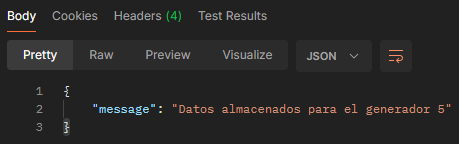 Body Cookies Headers (4) Test Results
Pretty Raw Preview Visualize JSON
1 {
2 "message": "Datos almacenados para el generador 5"
3 }